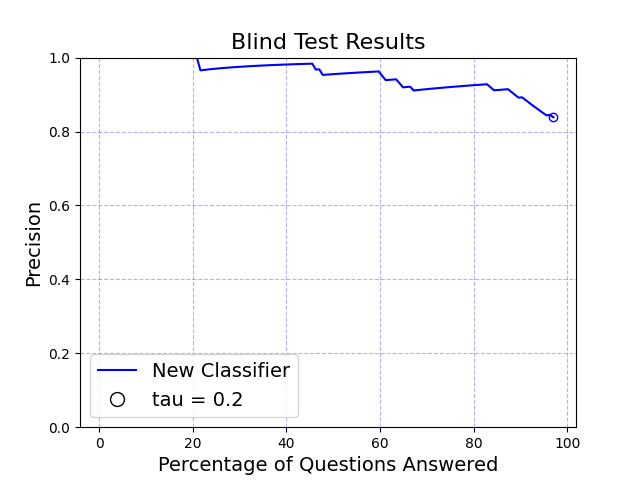 Blind Test Results
1.0
0.8
0.6
0.4
0.2
0.0
Precision
New Classifier
tau = 0.2
0 20 40 60 80 100
Percentage of Questions Answered